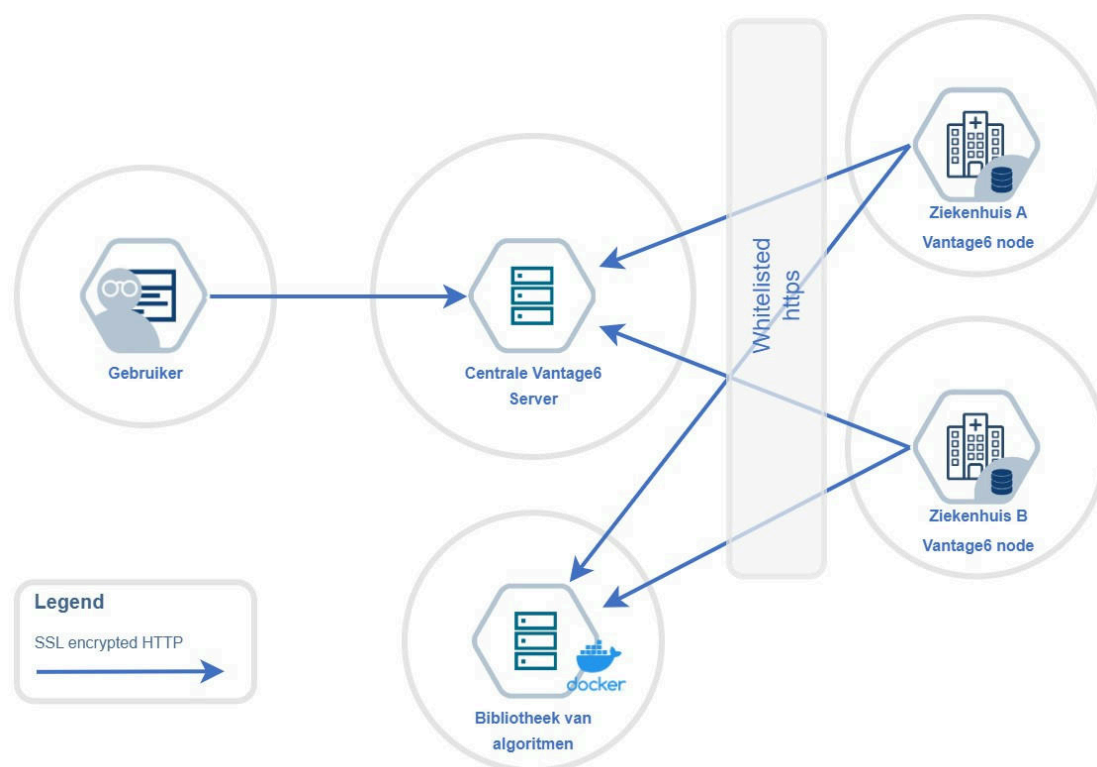 Gebruiker
Centrale Vantage6
Server
Whitelisted
https
Ziekenhuis A
Vantage6 node
Ziekenhuis B
Vantage6 node
Legend
SSL encrypted HTTP
docker
Bibliotheek van
algoritmen